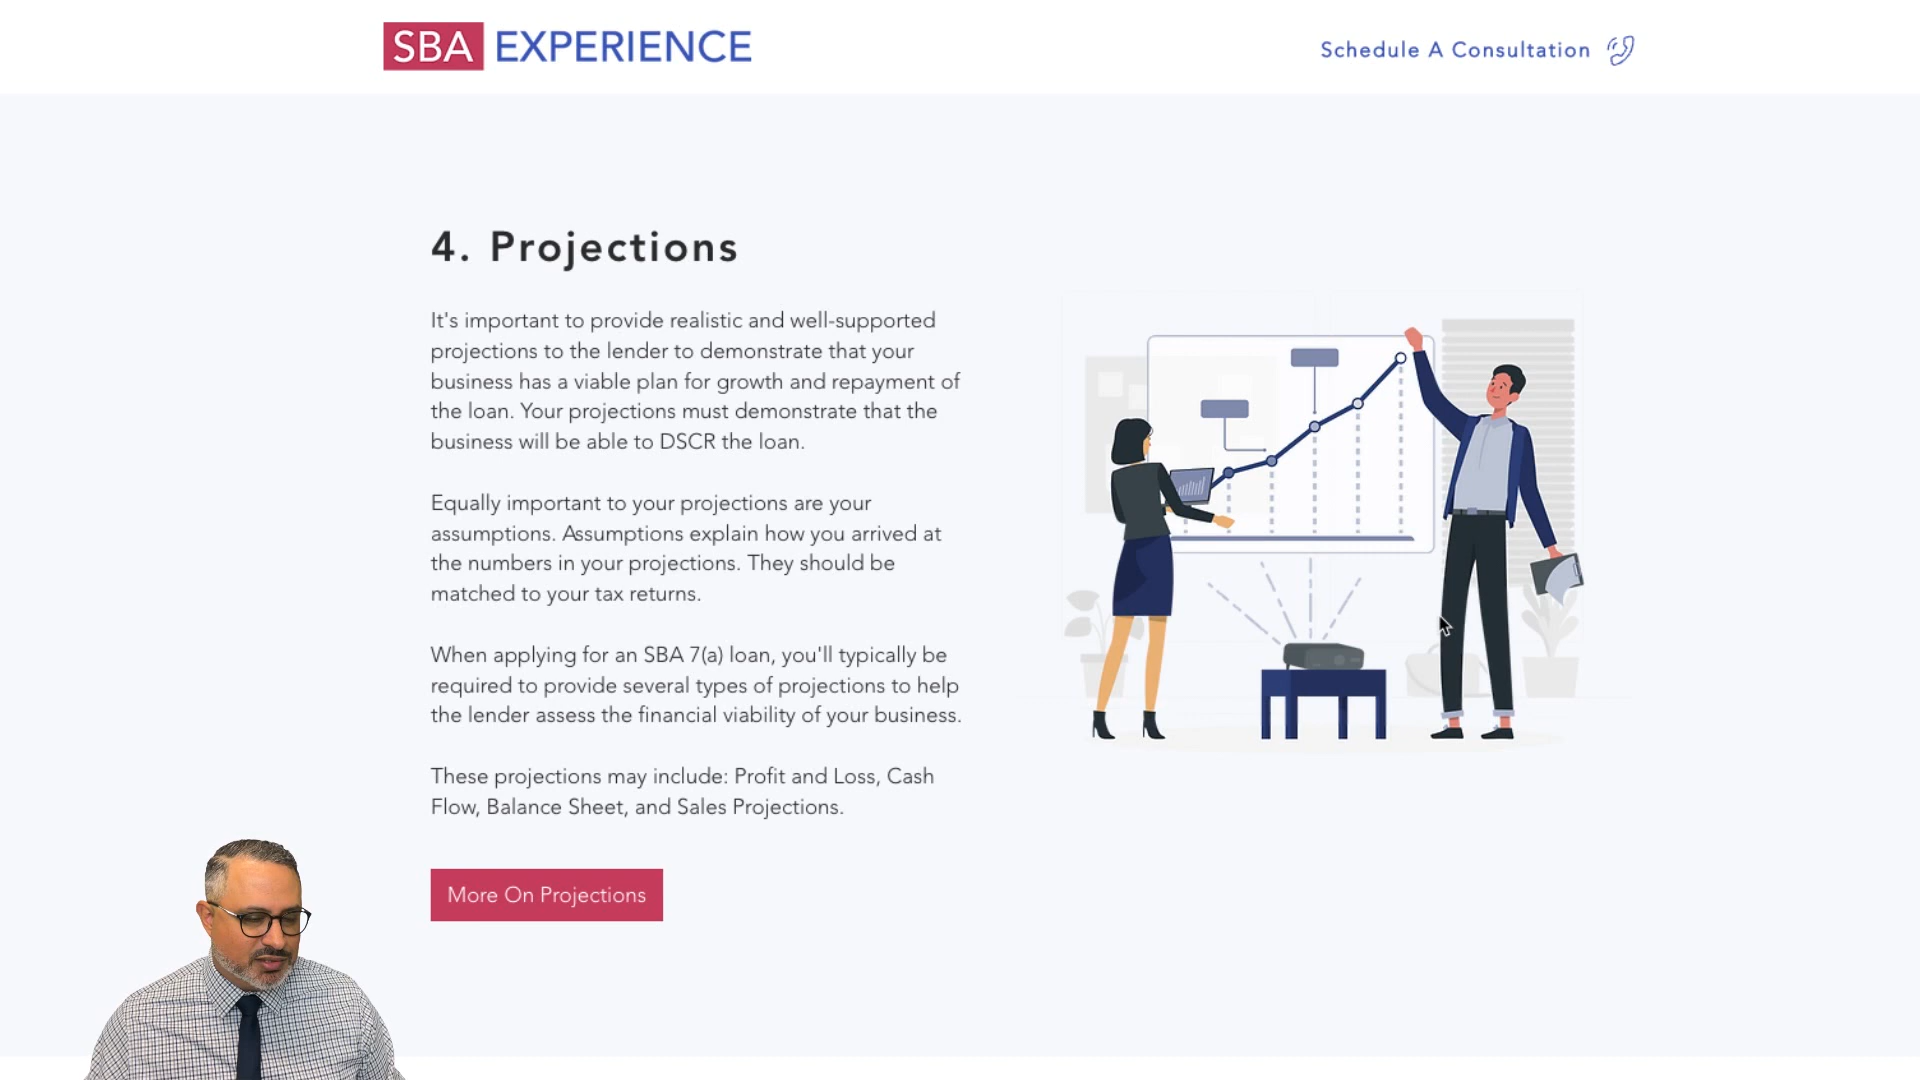 SBA EXPERIENCE
Schedule A Consultation
4. Projections
It's important to provide realistic and well-supported
projections to the lender to demonstrate that your
business has a viable plan for growth and repayment of
the loan. Your projections must demonstrate that the
business will be able to DSCR the loan.
Equally important to your projections are your
assumptions. Assumptions explain how you arrived at
the numbers in your projections. They should be
matched to your tax returns.
When applying for an SBA 7(a) loan, you'll typically be
required to provide several types of projections to help
the lender assess the financial viability of your business.
These projections may include: Profit and Loss, Cash
Flow, Balance Sheet, and Sales Projections.
More On Projections